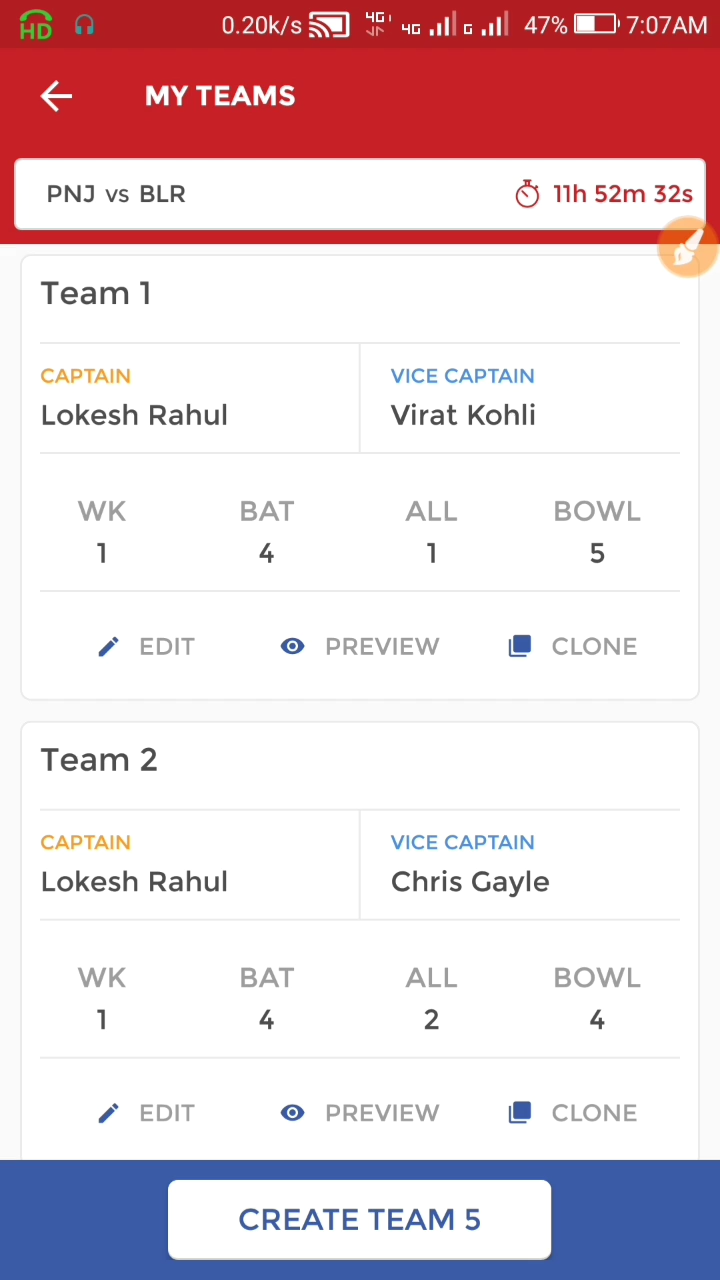 HD 0.20k/s 4G 4G G 47% 7:07AM
MY TEAMS
PNJ vs BLR 11h 52m 32s
Team 1
CAPTAIN VICE CAPTAIN
Lokesh Rahul Virat Kohli
WK BAT ALL BOWL
1 4 1 5
EDIT PREVIEW CLONE
Team 2
CAPTAIN VICE CAPTAIN
Lokesh Rahul Chris Gayle
WK BAT ALL BOWL
1 4 2 4
EDIT PREVIEW CLONE
CREATE TEAM 5